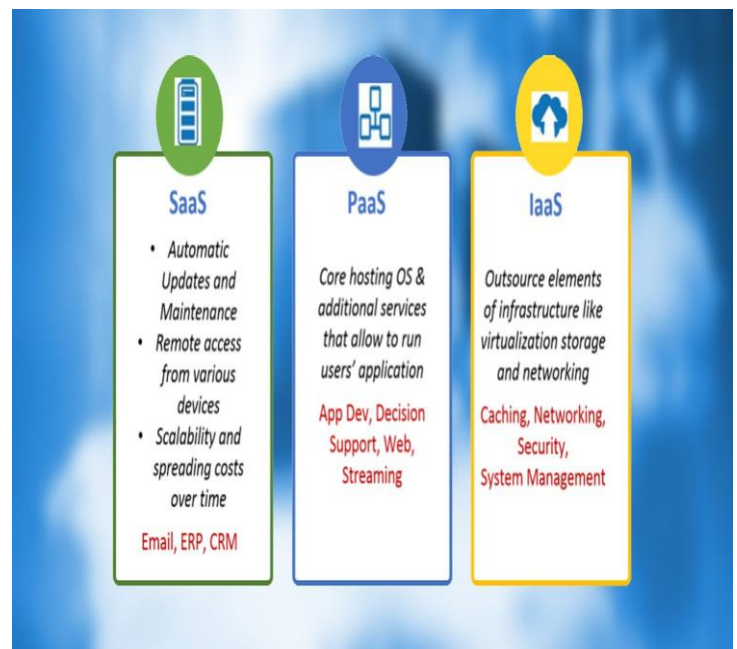 SaaS
• Automatic
Updates and
Maintenance
• Remote access
from various
devices
• Scalability and
spreading costs
over time
Email, ERP, CRM
PaaS
Core hosting OS &
additional services
that allow to run
users’ application
App Dev, Decision
Support, Web,
Streaming
IaaS
Outsource elements
of infrastructure like
virtualization storage
and networking
Caching, Networking,
Security,
System Management